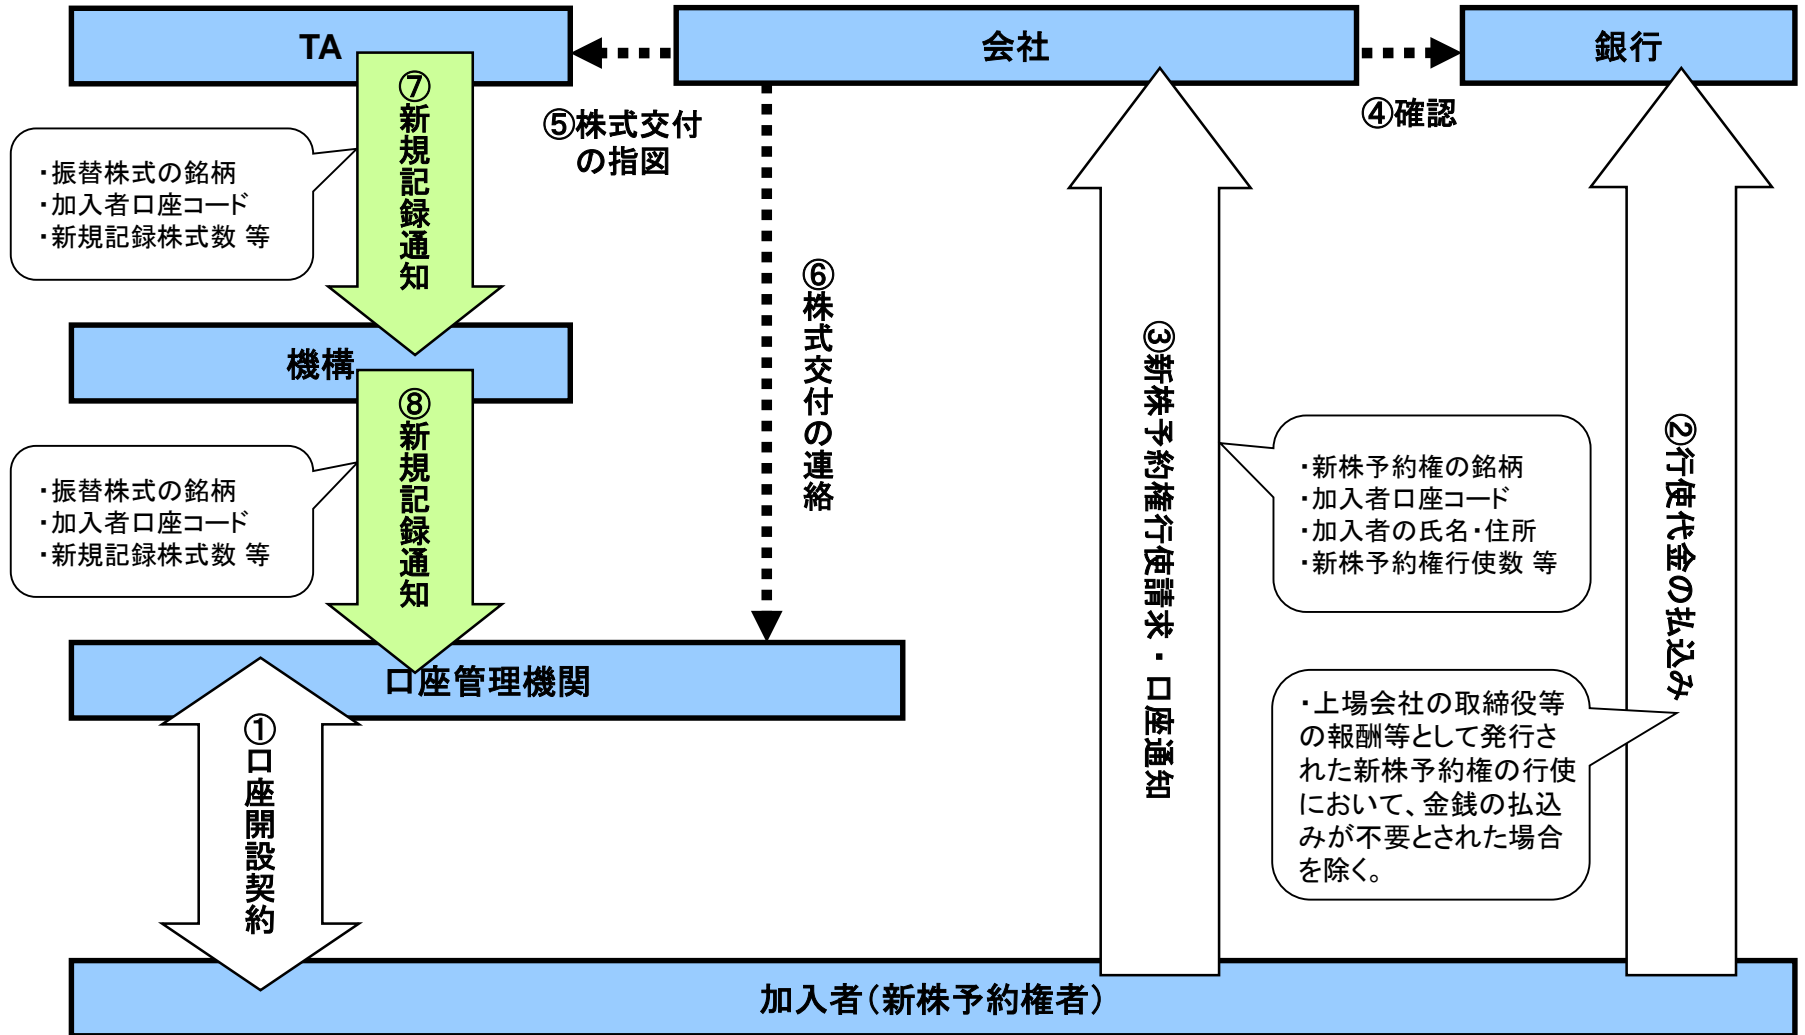 TA
会社
銀行
⑦新規記録通知
⑤株式交付
の指図
④確認
・振替株式の銘柄
・加入者口座コード
・新規記録株式数 等
⑥株式交付の連絡
③新株予約権行使請求・口座通知
②行使代金の払込み
機構
⑧新規記録通知
・振替株式の銘柄
・加入者口座コード
・新規記録株式数 等
・新株予約権の銘柄
・加入者口座コード
・加入者の氏名・住所
・新株予約権行使数 等
口座管理機関
①口座開設契約
・上場会社の取締役等
の報酬等として発行さ
れた新株予約権の行使
において、金銭の払込
みが不要とされた場合
を除く。
加入者(新株予約権者)